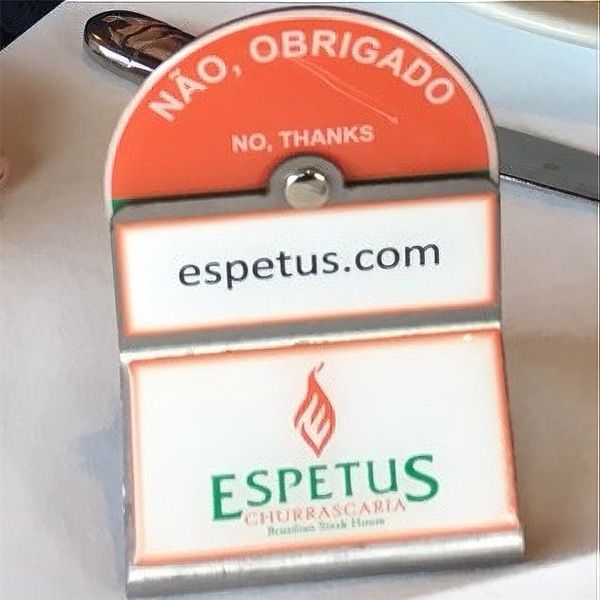 NÃO, OBRIGADO
NO, THANKS
espetus.com
ESPETUS
CHURRASCARIA
Brazilian Steak House